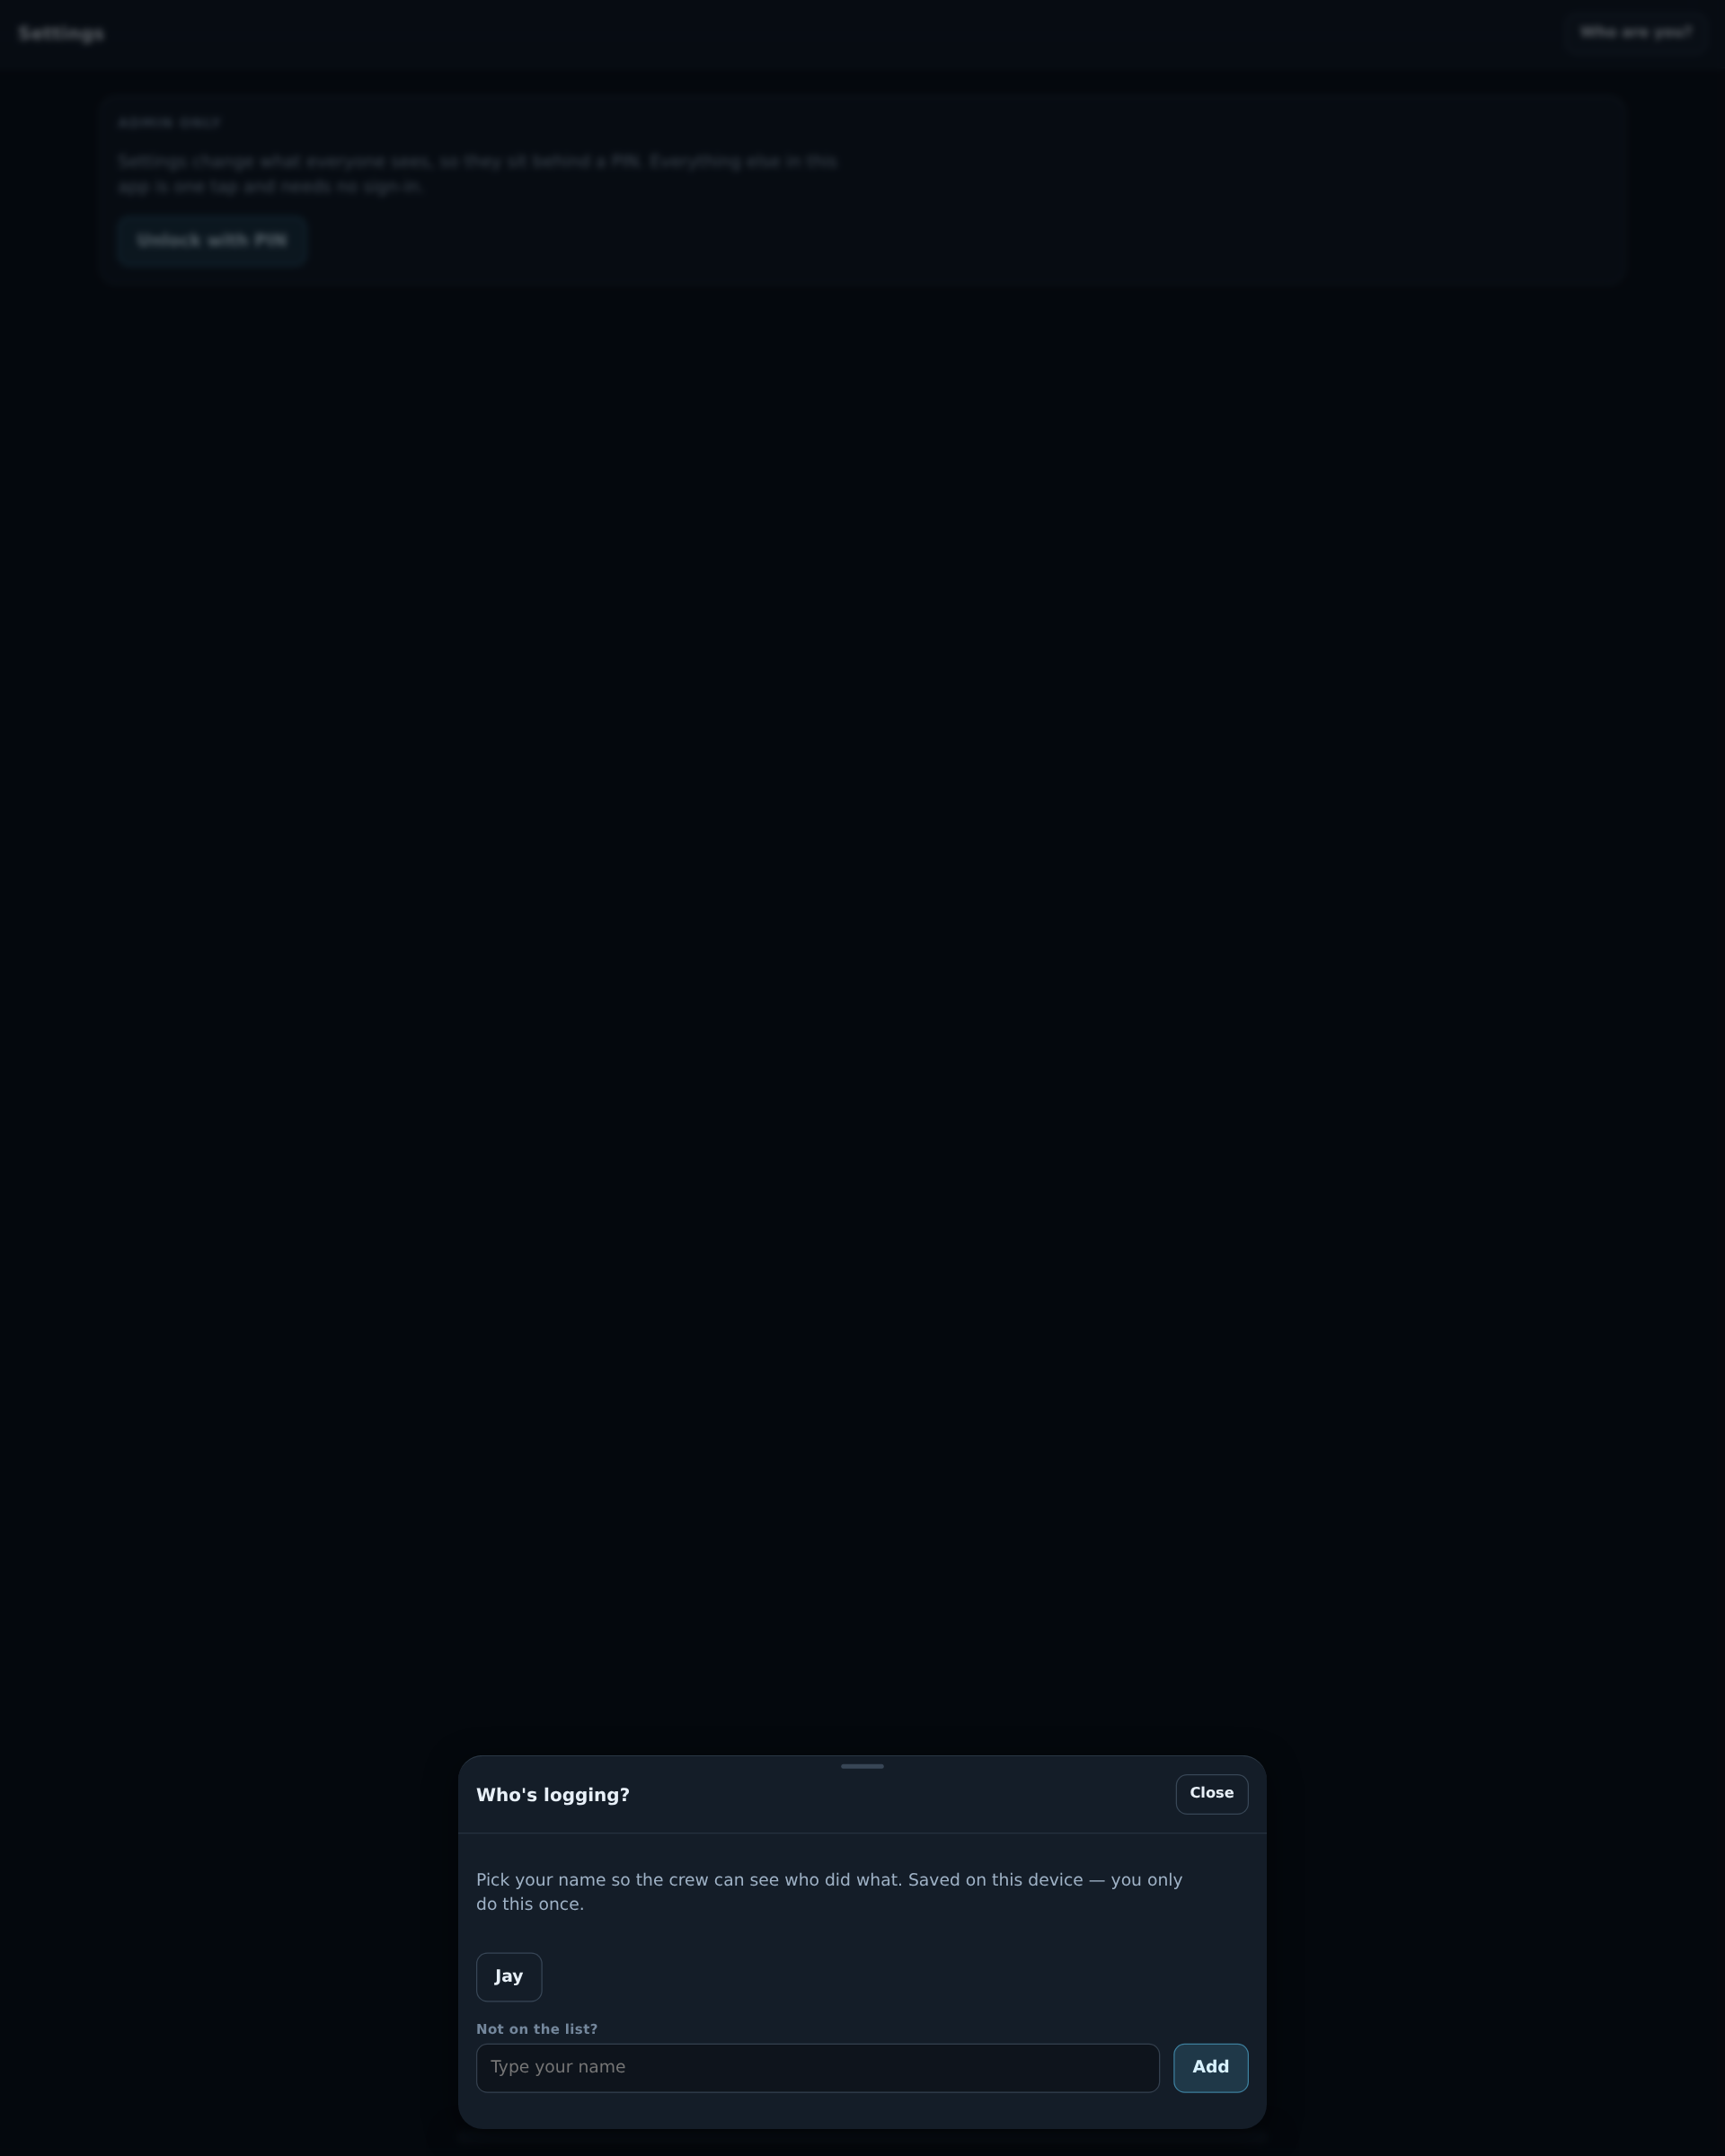 Settings
Who are you?
ADMIN ONLY
Settings change what everyone sees, so they sit behind a PIN. Everything else in this
app is one tap and needs no sign-in.
Unlock with PIN
Who's logging?
Close
Pick your name so the crew can see who did what. Saved on this device — you only
do this once.
Jay
Not on the list?
Type your name
Add